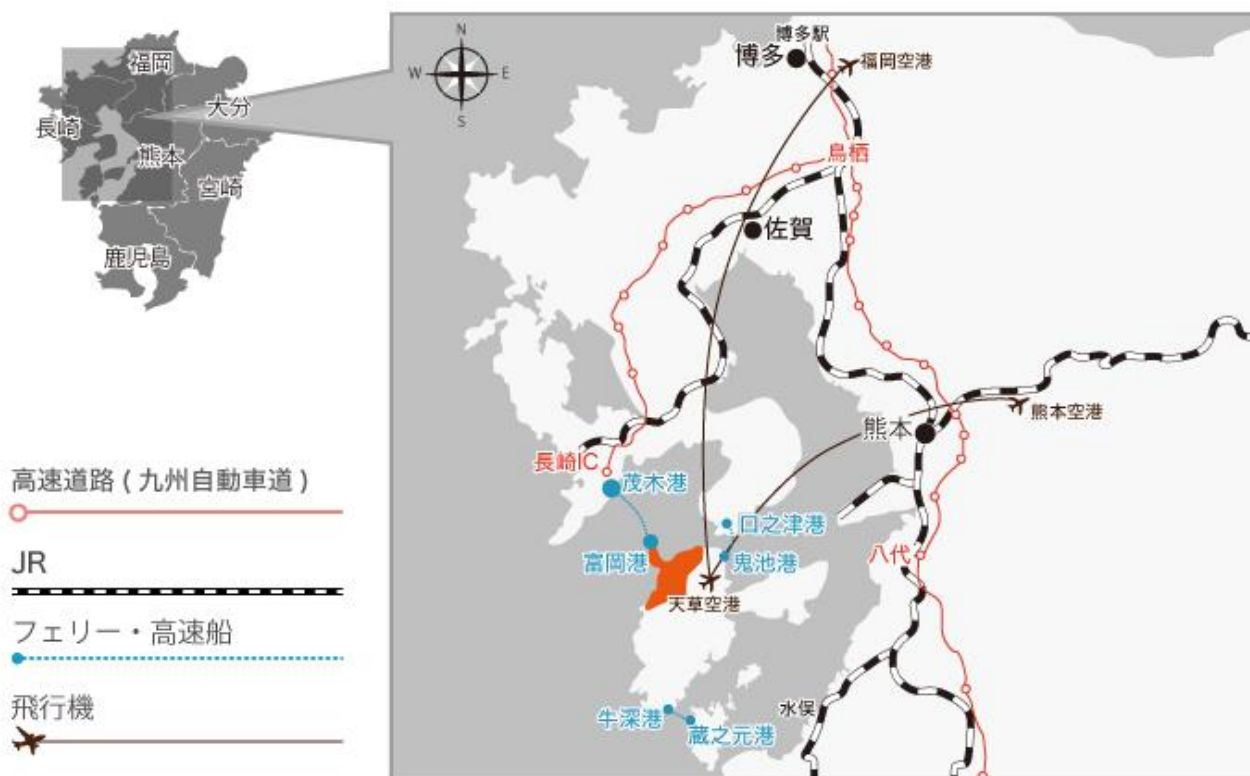 福岡
大分
長崎
熊本
宮崎
鹿児島
高速道路 ( 九州自動車道 )
JR
フェリー・高速船
飛行機
N
W
E
S
博多駅
博多
福岡空港
鳥栖
佐賀
熊本空港
熊本
長崎IC
茂木港
口之津港
富岡港
鬼池港
八代
天草空港
水俣
牛深港
蔵之元港